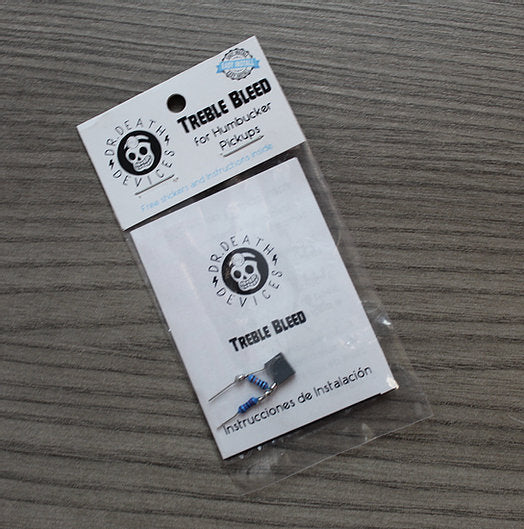 TREBLE BLEED
for Humbucker
Pickups
DR.DEATH
DEVICES
Free stickers and instructions inside
DR.DEATH
DEVICES
TREBLE BLEED
Instrucciones de Instalación